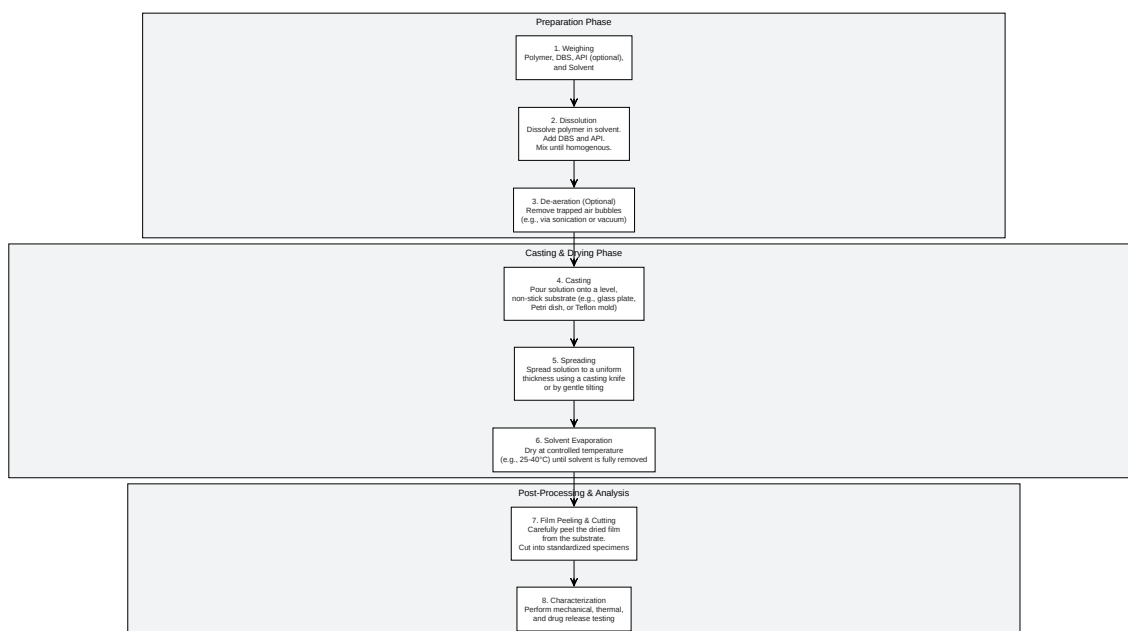 Preparation Phase
1. Weighing
Polymer, DBS, API (optional),
and Solvent
2. Dissolution
Dissolve polymer in solvent.
Add DBS and API.
Mix until homogenous.
3. De-aeration (Optional)
Remove trapped air bubbles
(e.g., via sonication or vacuum)
Casting & Drying Phase
4. Casting
Pour solution onto a level,
non-stick substrate (e.g., glass plate,
Petri dish, or Teflon mold)
5. Spreading
Spread solution to a uniform
thickness using a casting knife
or by gentle tilting
6. Solvent Evaporation
Dry at controlled temperature
(e.g., 25-40°C) until solvent is fully removed
Post-Processing & Analysis
7. Film Peeling & Cutting
Carefully peel the dried film
from the substrate.
Cut into standardized specimens
8. Characterization
Perform mechanical, thermal,
and drug release testing